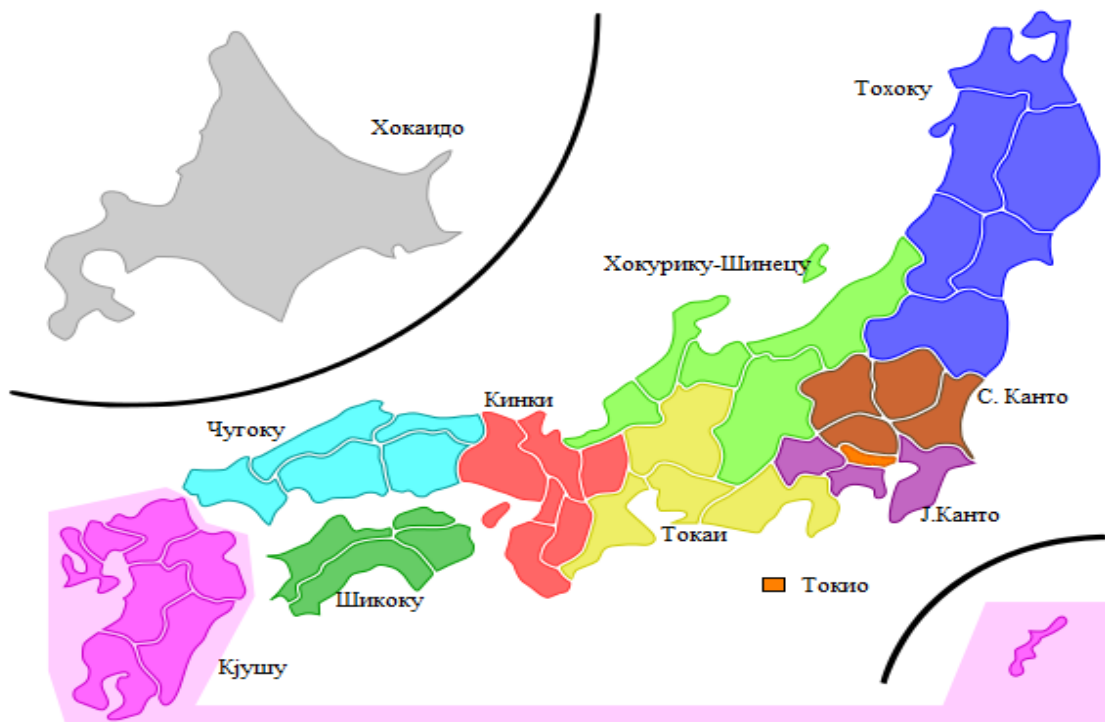 Тохоку
Хокаидо
Хокурику-Шинецу
С. Канто
Кинки
Чугоку
Ј.Канто
Токаи
Токио
Шикоку
Кјушу